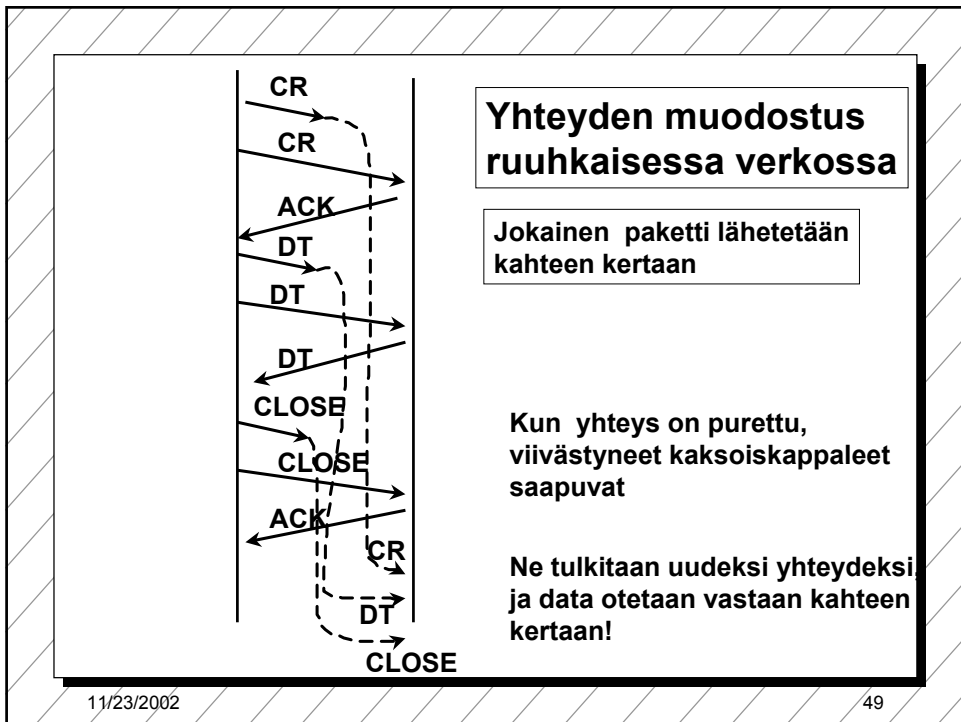 CR
CR
ACK
DT
DT
DT
CLOSE
CLOSE
ACK
CR
DT
CLOSE
Yhteyden muodostus
ruuhkaisessa verkossa
Jokainen paketti lähetetään
kahteen kertaan
Kun yhteys on purettu,
viivästyneet kaksoiskappaleet
saapuvat
Ne tulkitaan uudeksi yhteydeksi,
ja data otetaan vastaan kahteen
kertaan!
11/23/2002
49